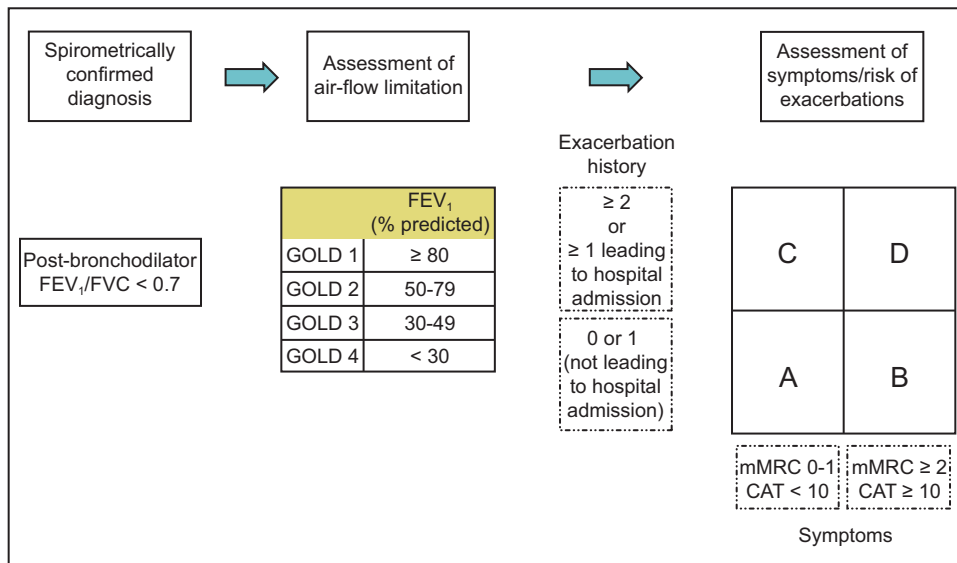 Spirometrically
confirmed
diagnosis
Assessment of
air-flow limitation
Assessment of
symptoms/risk of
exacerbations
Post-bronchodilator
FEV₁/FVC < 0.7
FEV₁
(% predicted)
GOLD 1 ≥ 80
GOLD 2 50-79
GOLD 3 30-49
GOLD 4 < 30
Exacerbation
history
≥ 2
or
≥ 1 leading
to hospital
admission
0 or 1
(not leading
to hospital
admission)
C D
A B
mMRC 0-1
CAT < 10
mMRC ≥ 2
CAT ≥ 10
Symptoms